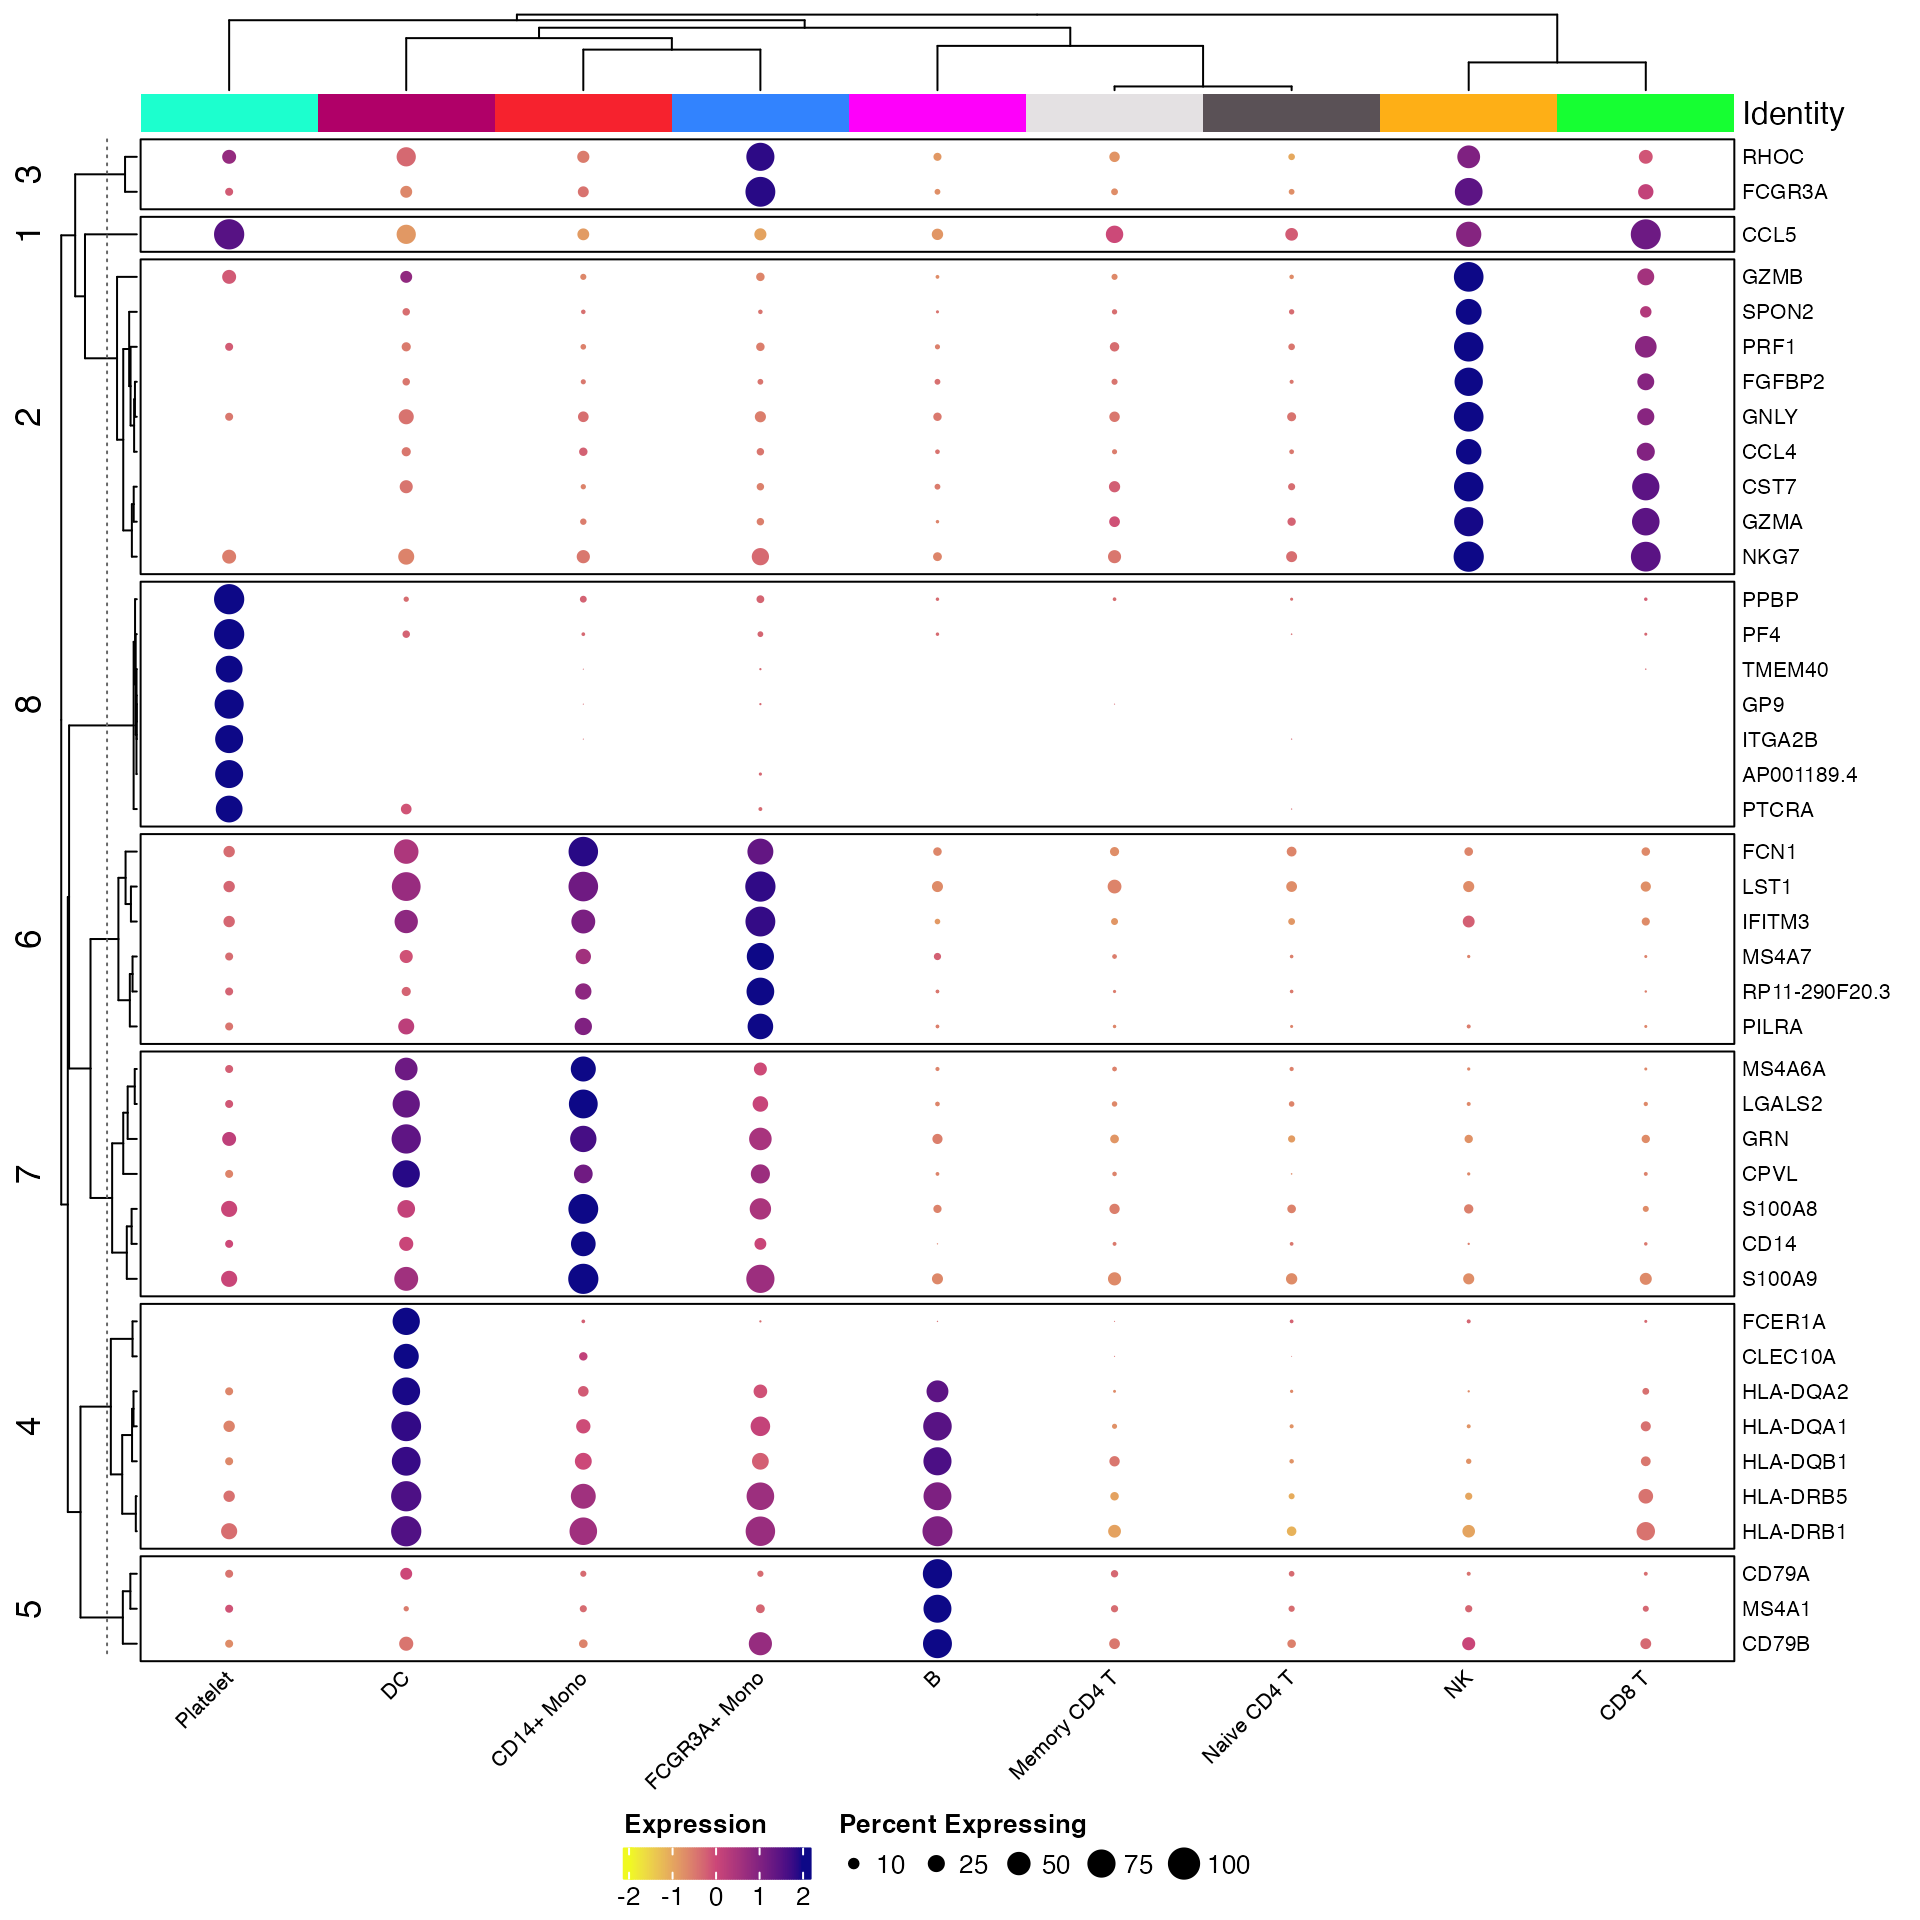 Identity
3
RHOC
FCGR3A
1
CCL5
2
GZMB
SPON2
PRF1
FGFBP2
GNLY
CCL4
CST7
GZMA
NKG7
8
PPBP
PF4
TMEM40
GP9
ITGA2B
AP001189.4
PTCRA
6
FCN1
LST1
IFITM3
MS4A7
RP11-290F20.3
PILRA
7
MS4A6A
LGALS2
GRN
CPVL
S100A8
CD14
S100A9
4
FCER1A
CLEC10A
HLA-DQA2
HLA-DQA1
HLA-DQB1
HLA-DRB5
HLA-DRB1
5
CD79A
MS4A1
CD79B
Platelet
DC
CD14+ Mono
FCGR3A+ Mono
B
Memory CD4 T
Naive CD4 T
NK
CD8 T
Expression
-2 -1 0 1 2
Percent Expressing
10 25 50 75 100